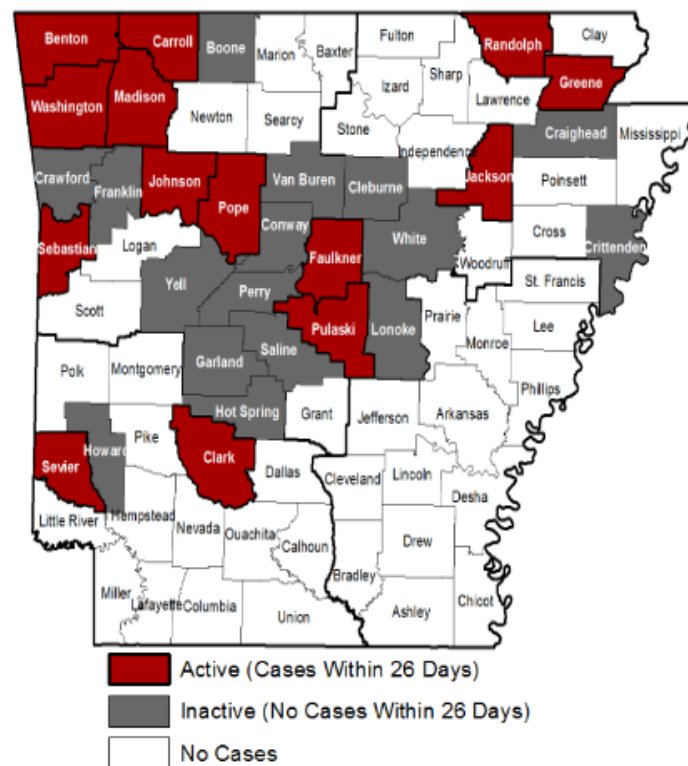 Benton
Carroll
Boone
Marion
Baxter
Fulton
Randolph
Clay
Sharp
Izard
Greene
Washington
Madison
Newton
Searcy
Stone
Lawrence
Independence
Craighead
Mississippi
Crawford
Franklin
Johnson
Pope
Van Buren
Cleburne
Jackson
Poinsett
Sebastian
Logan
Conway
Faulkner
White
Woodruff
Cross
Crittenden
Scott
Yell
Perry
Pulaski
Lonoke
Prairie
St. Francis
Lee
Monroe
Polk
Montgomery
Garland
Saline
Hot Spring
Grant
Jefferson
Arkansas
Phillips
Sevier
Howard
Pike
Clark
Dallas
Cleveland
Lincoln
Desha
Little River
Hempstead
Nevada
Ouachita
Calhoun
Bradley
Drew
Miller
Lafayette
Columbia
Union
Ashley
Chicot
Active (Cases Within 26 Days)
Inactive (No Cases Within 26 Days)
No Cases